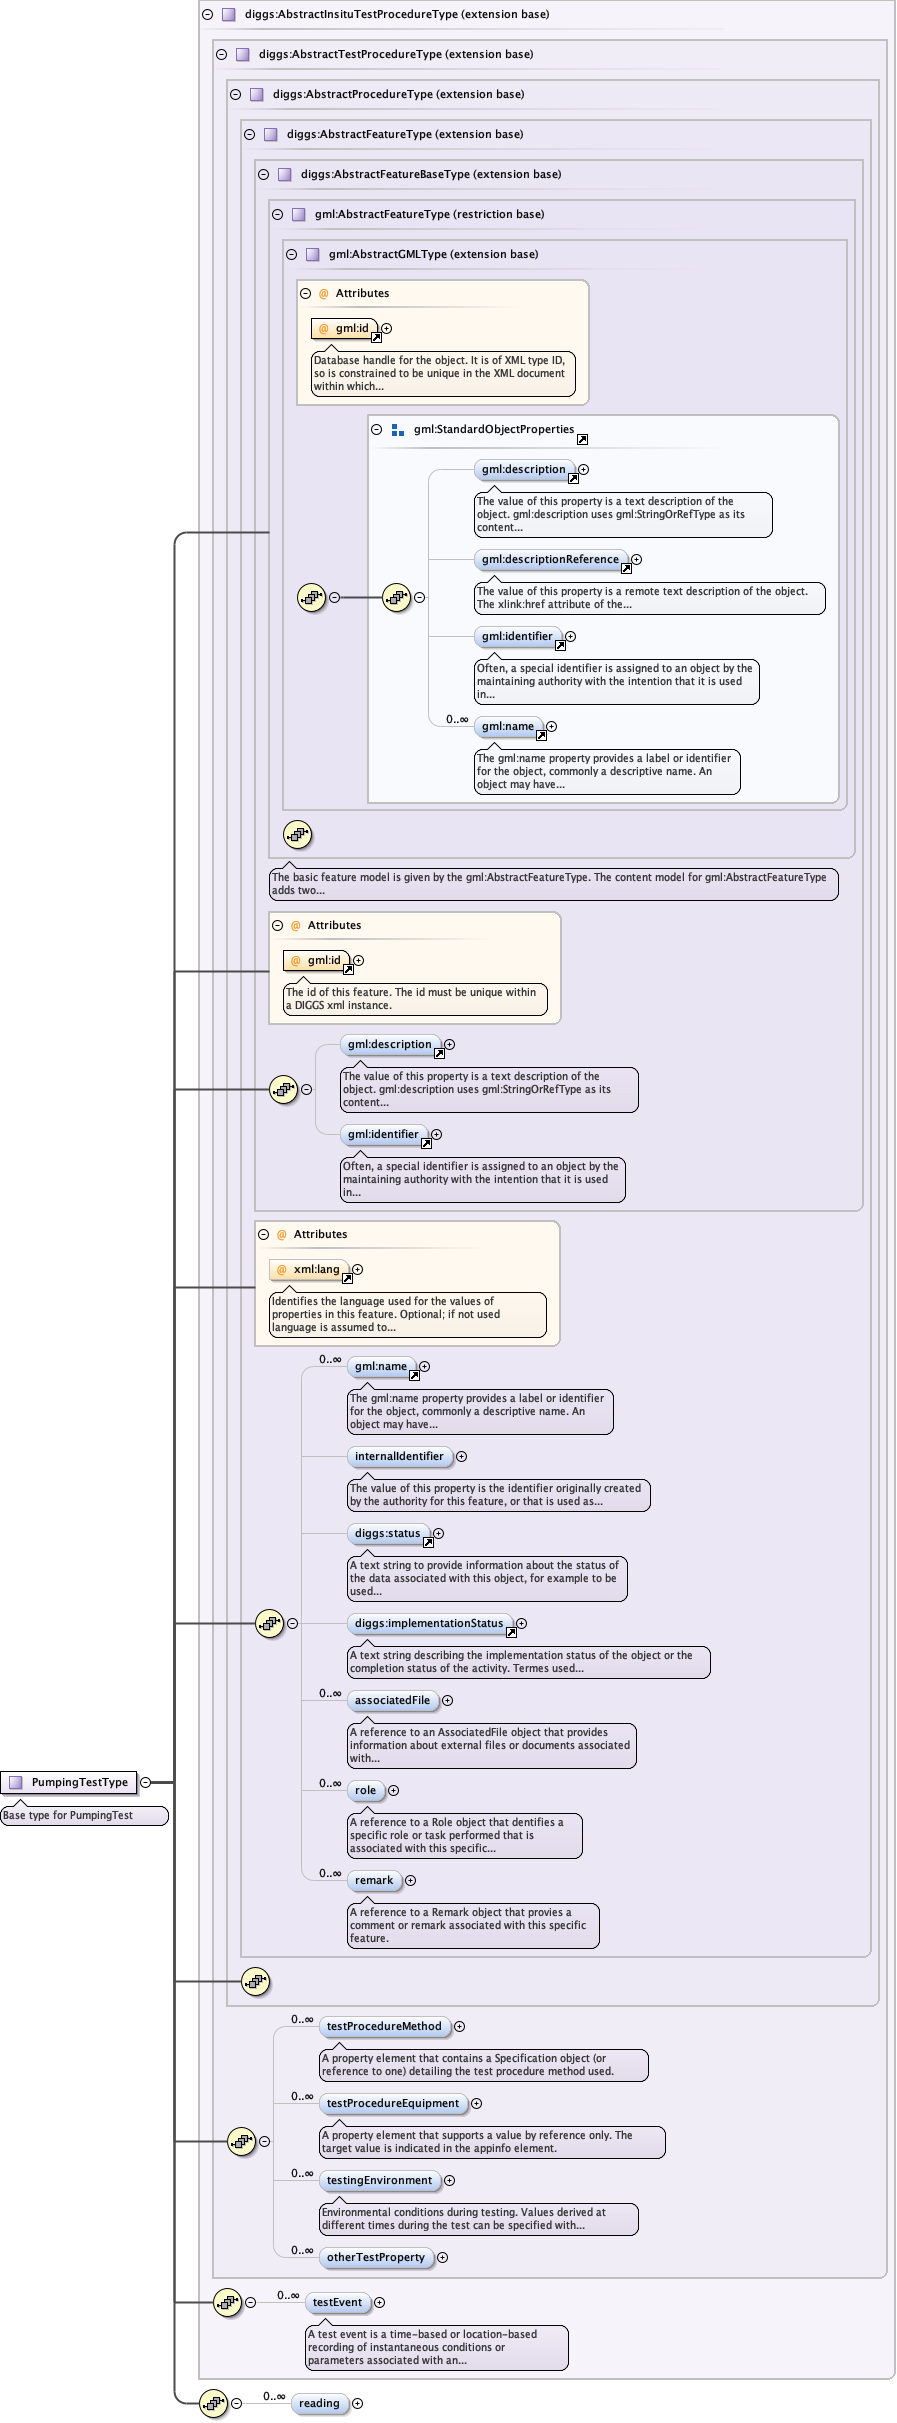 diggs:AbstractInsituTestProcedureType (extension base)
diggs:AbstractTestProcedureType (extension base)
diggs:AbstractProcedureType (extension base)
diggs:AbstractFeatureType (extension base)
diggs:AbstractFeatureBaseType (extension base)
gml:AbstractFeatureType (restriction base)
gml:AbstractGMLType (extension base)
@ Attributes
@ gml:id
Database handle for the object. It is of XML type ID,
so is constrained to be unique in the XML document
within which...
gml:StandardObjectProperties
gml:description
The value of this property is a text description of the
object. gml:description uses gml:StringOrRefType as its
content...
gml:descriptionReference
The value of this property is a remote text description of the object.
The xlink:href attribute of the...
gml:identifier
Often, a special identifier is assigned to an object by the
maintaining authority with the intention that it is used
in...
0..∞
gml:name
The gml:name property provides a label or identifier
for the object, commonly a descriptive name. An
object may have...
The basic feature model is given by the gml:AbstractFeatureType. The content model for gml:AbstractFeatureType
adds two...
@ Attributes
@ gml:id
The id of this feature. The id must be unique within
a DIGGS xml instance.
gml:description
The value of this property is a text description of the
object. gml:description uses gml:StringOrRefType as its
content...
gml:identifier
Often, a special identifier is assigned to an object by the
maintaining authority with the intention that it is used
in...
@ Attributes
@ xml:lang
Identifies the language used for the values of
properties in this feature. Optional; if not used
language is assumed to...
0..∞
gml:name
The gml:name property provides a label or identifier
for the object, commonly a descriptive name. An
object may have...
internalIdentifier
The value of this property is the identifier originally created
by the authority for this feature, or that is used as...
diggs:status
A text string to provide information about the status of
the data associated with this object, for example to be
used...
diggs:implementationStatus
A text string describing the implementation status of the object or the
completion status of the activity. Termes used...
0..∞
associatedFile
A reference to an AssociatedFile object that provides
information about external files or documents associated
with...
0..∞
role
A reference to a Role object that dentifies a
specific role or task performed that is
associated with this specific...
0..∞
remark
A reference to a Remark object that provies a
comment or remark associated with this specific
feature.
PumpingTestType
Base type for PumpingTest
0..∞
testProcedureMethod
A property element that contains a Specification object (or
reference to one) detailing the test procedure method used.
0..∞
testProcedureEquipment
A property element that supports a value by reference only. The
target value is indicated in the appinfo element.
0..∞
testingEnvironment
Environmental conditions during testing. Values derived at
different times during the test can be specified with...
0..∞
otherTestProperty
0..∞
testEvent
A test event is a time-based or location-based
recording of instantaneous conditions or
parameters associated with an...
0..∞
reading